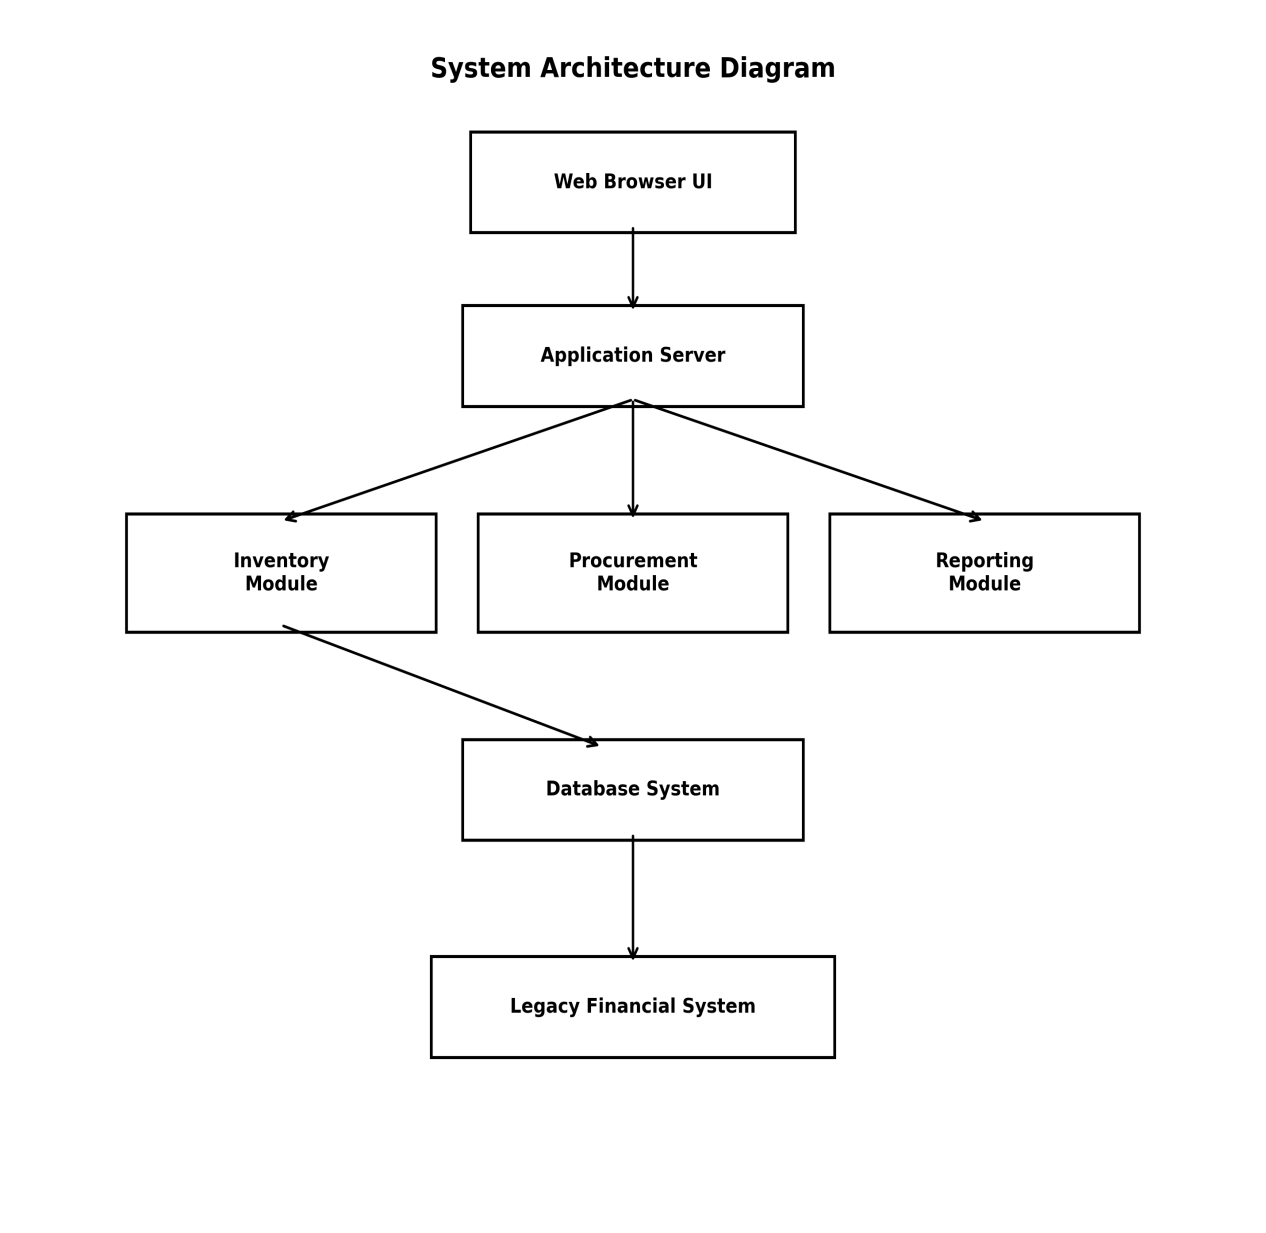 System Architecture Diagram
Web Browser UI
Application Server
Inventory
Module
Procurement
Module
Reporting
Module
Database System
Legacy Financial System